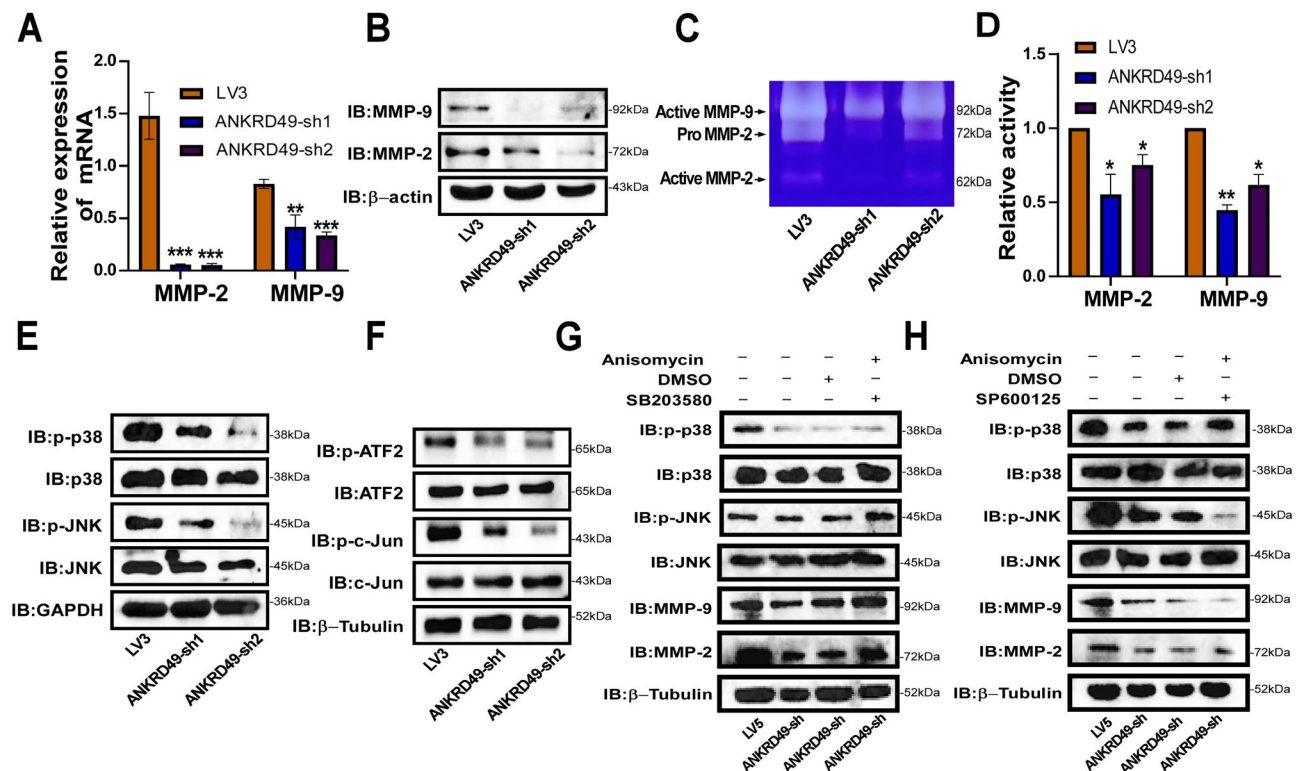 A
Relative expression
of mRNA
2.0
1.5
1.0
0.5
0.0
LV3
ANKRD49-sh1
ANKRD49-sh2
*** ***
** ***
MMP-2 MMP-9
B
IB:MMP-9 -92kDa
IB:MMP-2 -72kDa
IB:β-actin -43kDa
LV3 ANKRD49-sh1 ANKRD49-sh2
C
Active MMP-9 92kDa
Pro MMP-2 72kDa
Active MMP-2 62kDa
LV3 ANKRD49-sh1 ANKRD49-sh2
D
Relative activity
1.5
1.0
0.5
0.0
LV3
ANKRD49-sh1
ANKRD49-sh2
* *
** *
MMP-2 MMP-9
E
IB:p-p38 -38kDa
IB:p38 -38kDa
IB:p-JNK -45kDa
IB:JNK -45kDa
IB:GAPDH -36kDa
LV3 ANKRD49-sh1 ANKRD49-sh2
F
IB:p-ATF2 -65kDa
IB:ATF2 -65kDa
IB:p-c-Jun -43kDa
IB:c-Jun -43kDa
IB:β-Tubulin -52kDa
LV3 ANKRD49-sh1 ANKRD49-sh2
G
Anisomycin − − − +
DMSO − − + −
SB203580 − − − +
IB:p-p38 -38kDa
IB:p38 -38kDa
IB:p-JNK -45kDa
IB:JNK -45kDa
IB:MMP-9 -92kDa
IB:MMP-2 -72kDa
IB:β-Tubulin -52kDa
LV5 ANKRD49-sh ANKRD49-sh ANKRD49-sh
H
Anisomycin − − − +
DMSO − − + −
SP600125 − − − +
IB:p-p38 -38kDa
IB:p38 -38kDa
IB:p-JNK -45kDa
IB:JNK -45kDa
IB:MMP-9 -92kDa
IB:MMP-2 -72kDa
IB:β-Tubulin -52kDa
LV5 ANKRD49-sh ANKRD49-sh ANKRD49-sh